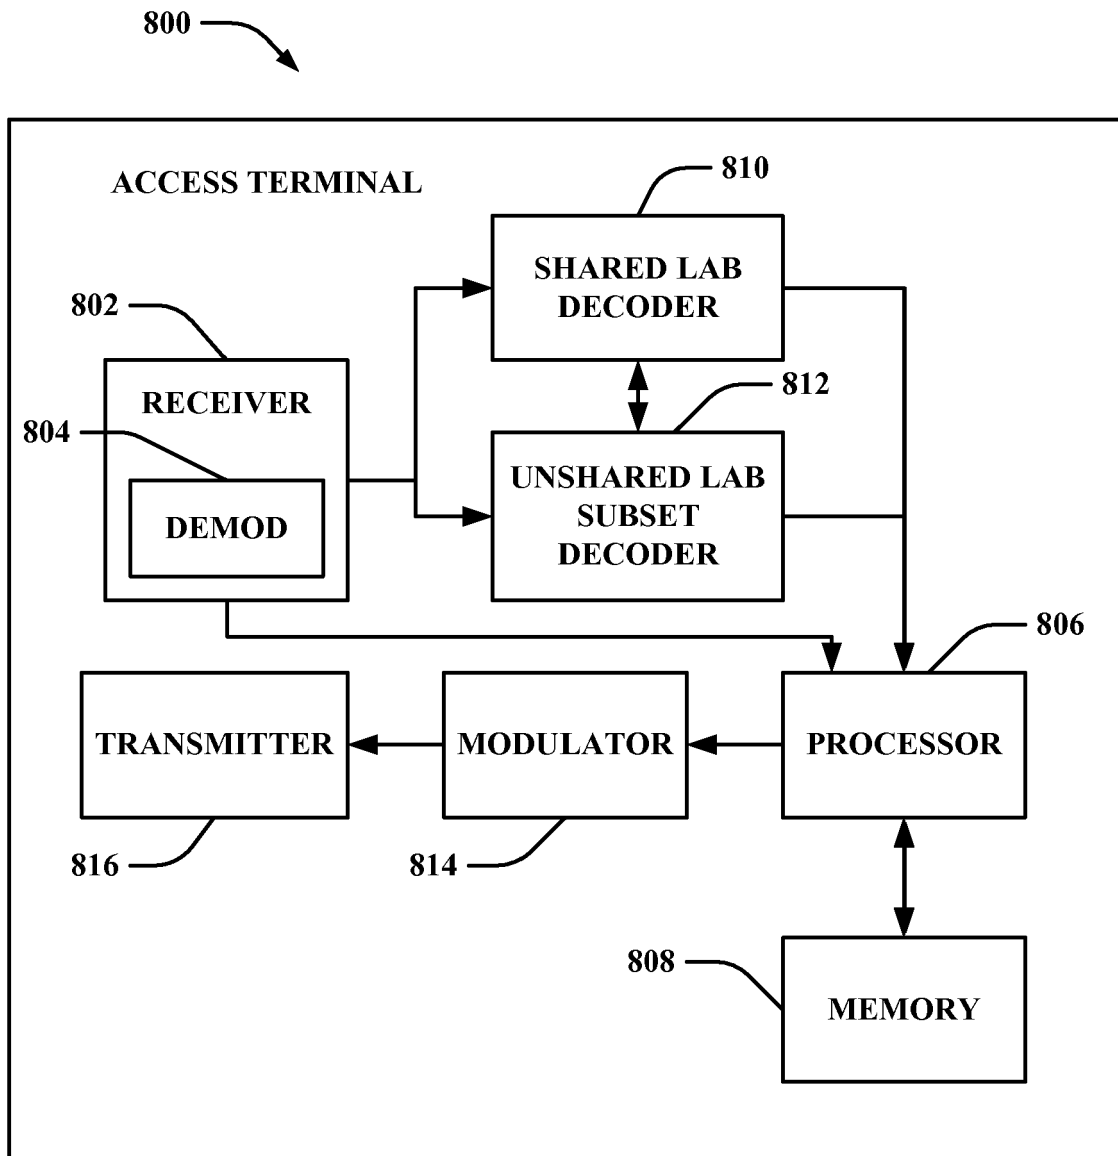 800
ACCESS TERMINAL
810
SHARED LAB
DECODER
802
RECEIVER
804
DEMOD
812
UNSHARED LAB
SUBSET
DECODER
806
TRANSMITTER
MODULATOR
PROCESSOR
816
814
808
MEMORY